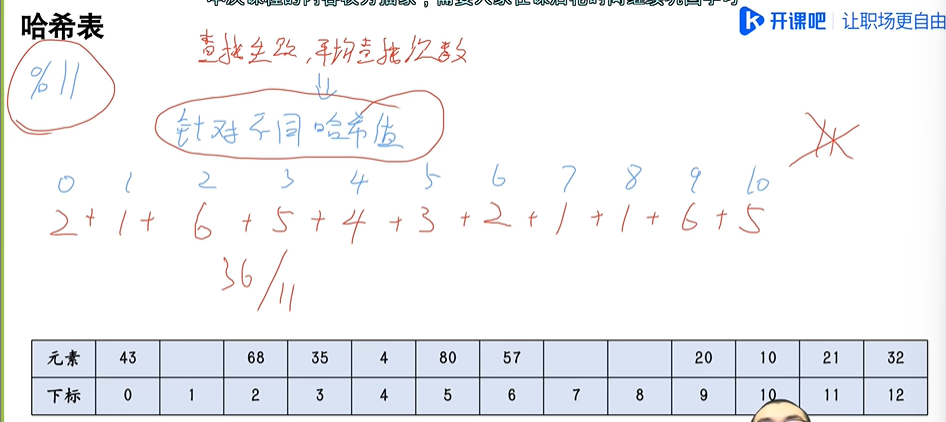 哈希表
开课吧 让职场更自由
%11
查找失败,平均查找次数
针对不同哈希值
0 1 2 3 4 5 6 7 8 9 10
2+1+6+5+4+3+2+1+1+6+5
36/11
元素 43 68 35 4 80 57 20 10 21 32
下标 0 1 2 3 4 5 6 7 8 9 10 11 12